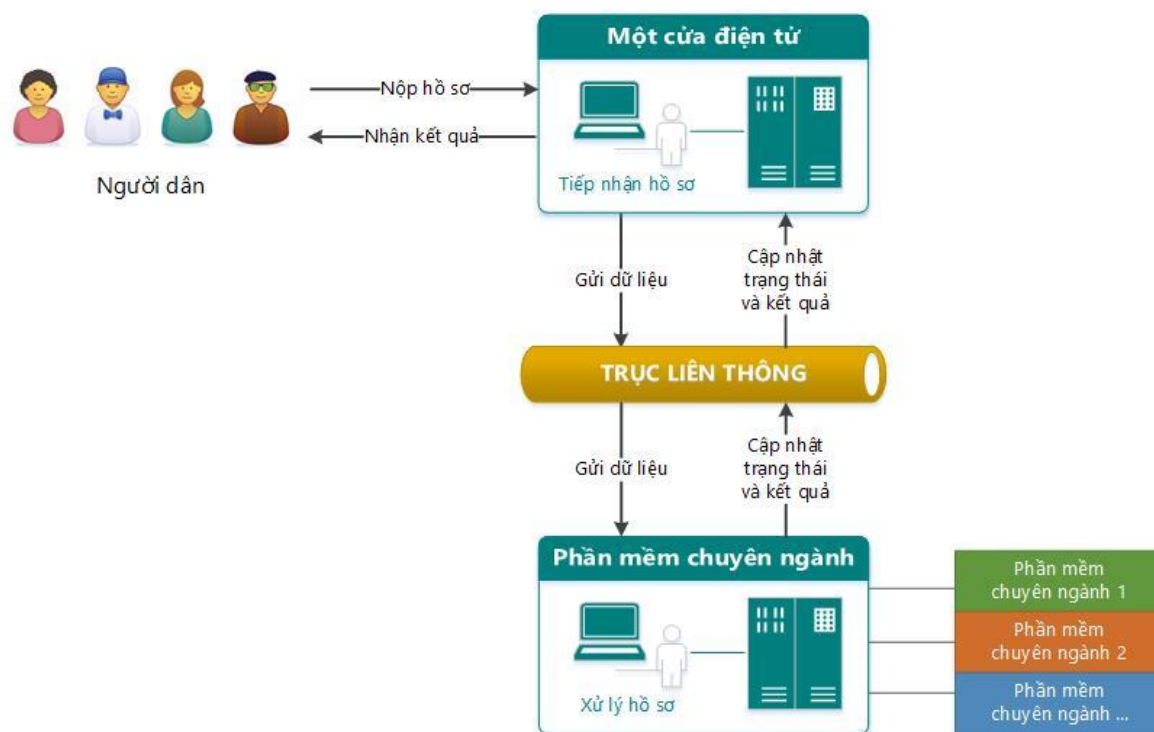 Một cửa điện tử
Nộp hồ sơ
Nhận kết quả
Người dân
Tiếp nhận hồ sơ
Gửi dữ liệu
Cập nhật
trạng thái
và kết quả
TRỤC LIÊN THÔNG
Gửi dữ liệu
Cập nhật
trạng thái
và kết quả
Phần mềm chuyên ngành
Xử lý hồ sơ
Phần mềm
chuyên ngành 1
Phần mềm
chuyên ngành 2
Phần mềm
chuyên ngành ...